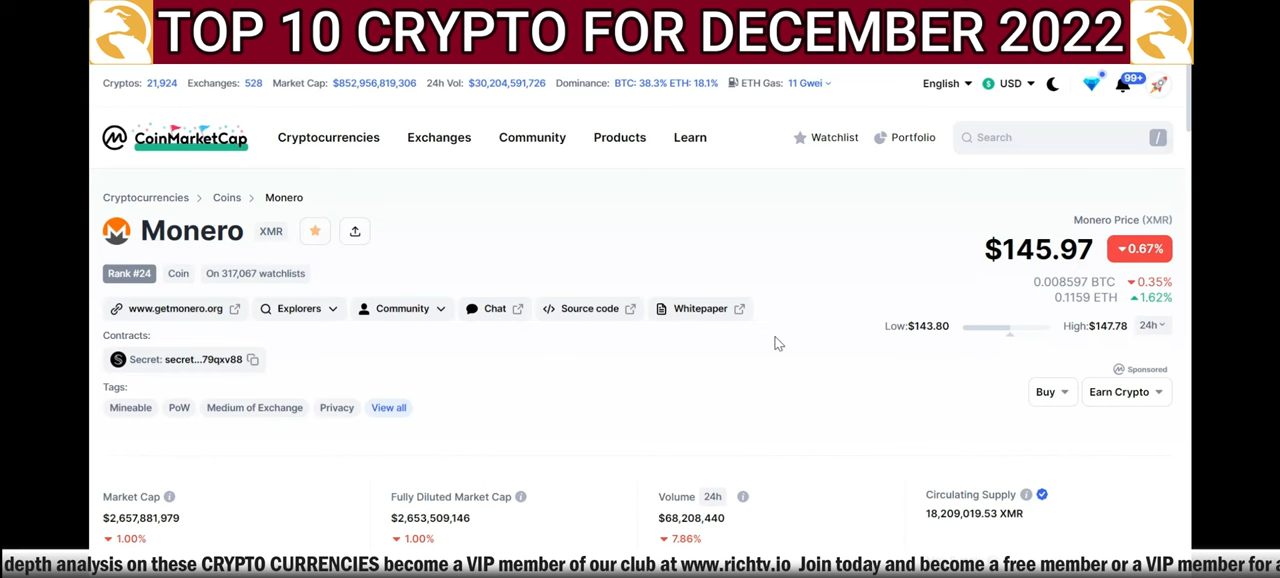 TOP 10 CRYPTO FOR DECEMBER 2022
Cryptos: 21,924 Exchanges: 528 Market Cap: $852,956,819,306 24h Vol: $30,204,591,726 Dominance: BTC: 38.3% ETH: 18.1% ETH Gas: 11 Gwei English USD 99+
CoinMarketCap Cryptocurrencies Exchanges Community Products Learn Watchlist Portfolio Search /
Cryptocurrencies > Coins > Monero
Monero Price (XMR)
Monero XMR
$145.97 0.67%
Rank #24 Coin On 317,067 watchlists
0.008597 BTC 0.35%
0.1159 ETH 1.62%
www.getmonero.org Explorers Community Chat Source code Whitepaper
Low:$143.80 High:$147.78 24h
Contracts:
Secret: secret...79qxv88
Sponsored
Tags:
Buy Earn Crypto
Mineable PoW Medium of Exchange Privacy View all
Market Cap Fully Diluted Market Cap Volume 24h Circulating Supply
$2,657,881,979 $2,653,509,146 $68,208,440 18,209,019.53 XMR
1.00% 1.00% 7.86%
depth analysis on these CRYPTO CURRENCIES become a VIP member of our club at www.richtv.io Join today and become a free member or a VIP member for a